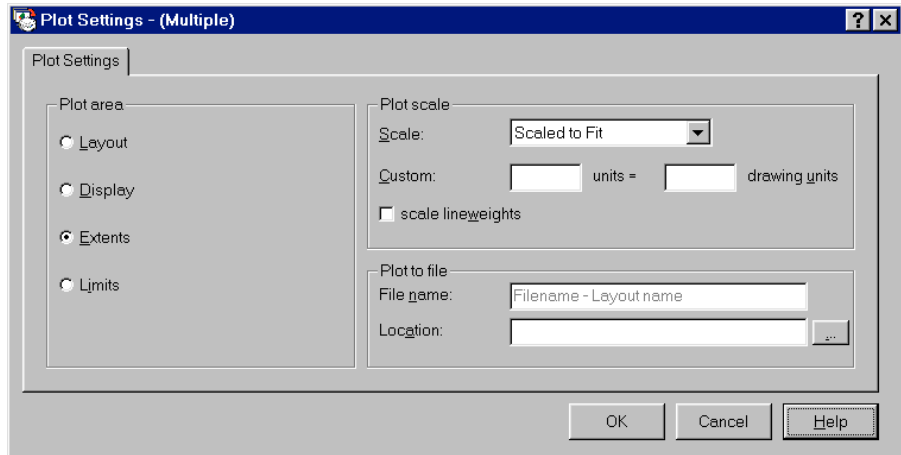 Plot Settings - (Multiple)
Plot Settings
Plot area
Layout
Display
Extents
Limits
Plot scale
Scale: Scaled to Fit
Custom: units = drawing units
scale lineweights
Plot to file
File name: Filename - Layout name
Location: ...
OK Cancel Help